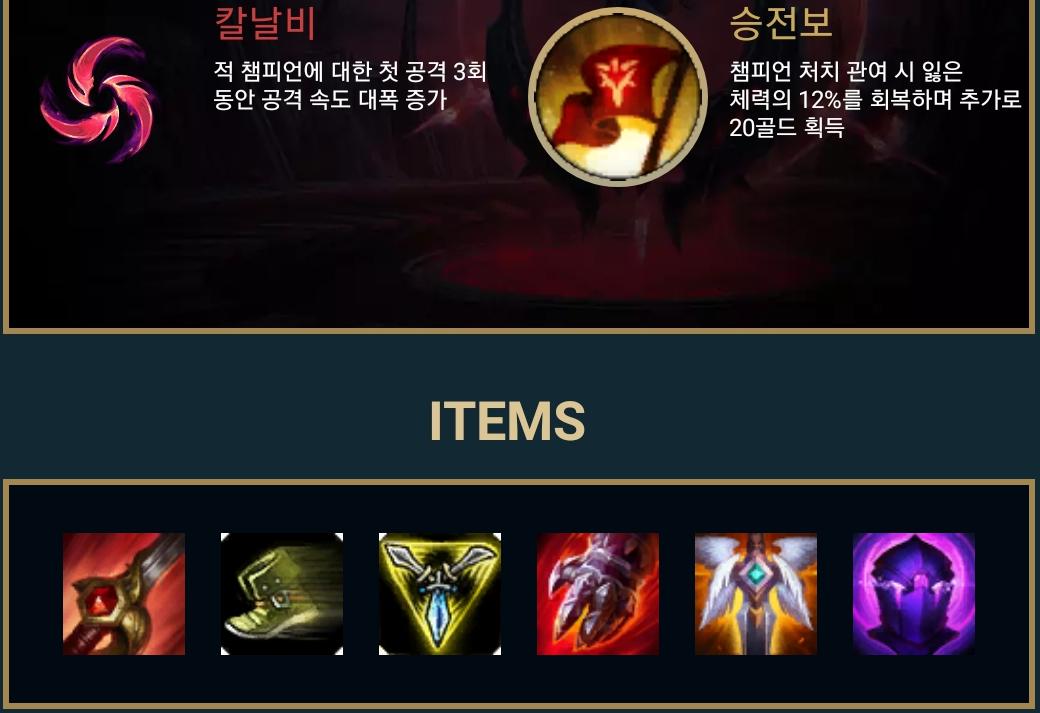 칼날비
적 챔피언에 대한 첫 공격 3회
동안 공격 속도 대폭 증가
승전보
챔피언 처치 관여 시 잃은
체력의 12%를 회복하며 추가로
20골드 획득
ITEMS